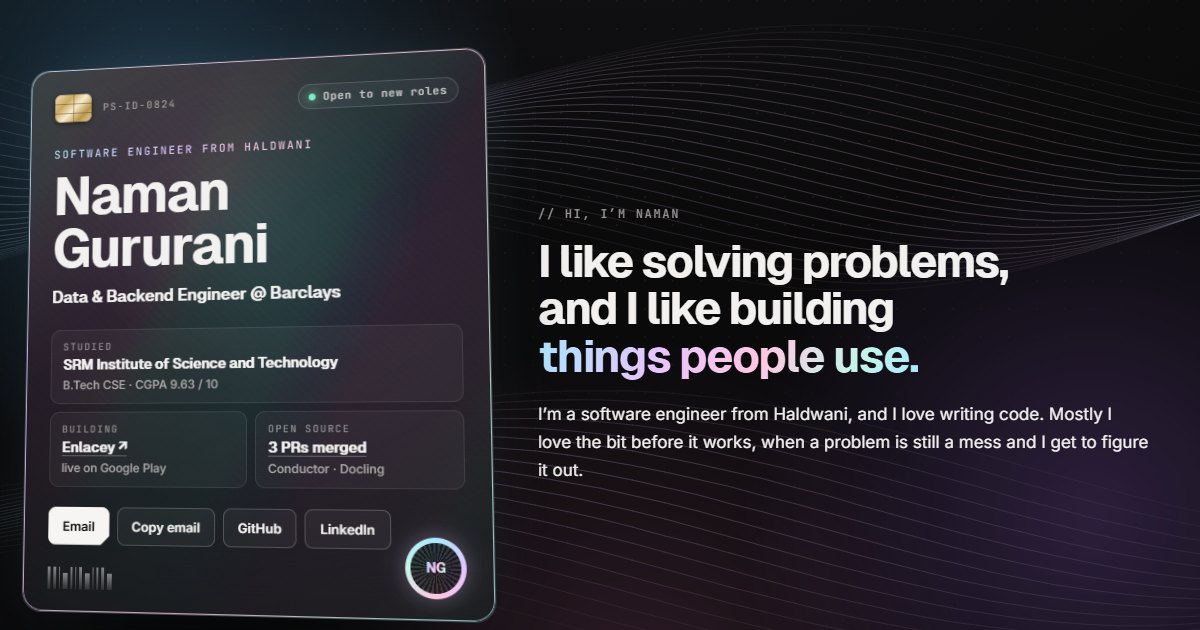 PS-ID-0824
Open to new roles
SOFTWARE ENGINEER FROM HALDWANI
Naman
Gururani
Data & Backend Engineer @ Barclays
STUDIED
SRM Institute of Science and Technology
B.Tech CSE · CGPA 9.63 / 10
BUILDING
Enlacey ↗
live on Google Play
OPEN SOURCE
3 PRs merged
Conductor · Docling
Email
Copy email
GitHub
LinkedIn
NG
// HI, I’M NAMAN
I like solving problems,
and I like building
things people use.
I’m a software engineer from Haldwani, and I love writing code. Mostly I
love the bit before it works, when a problem is still a mess and I get to figure
it out.